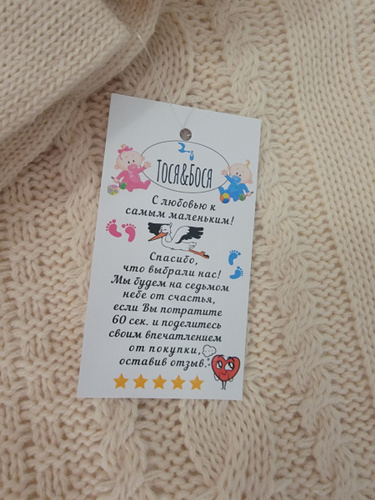 ТОСЯ&БОСЯ
С любовью к
самым маленьким!
Спасибо,
что выбрали нас!
Мы будем на седьмом
небе от счастья,
если Вы потратите
60 сек. и поделитесь
своим впечатлением
от покупки,
оставив отзыв.